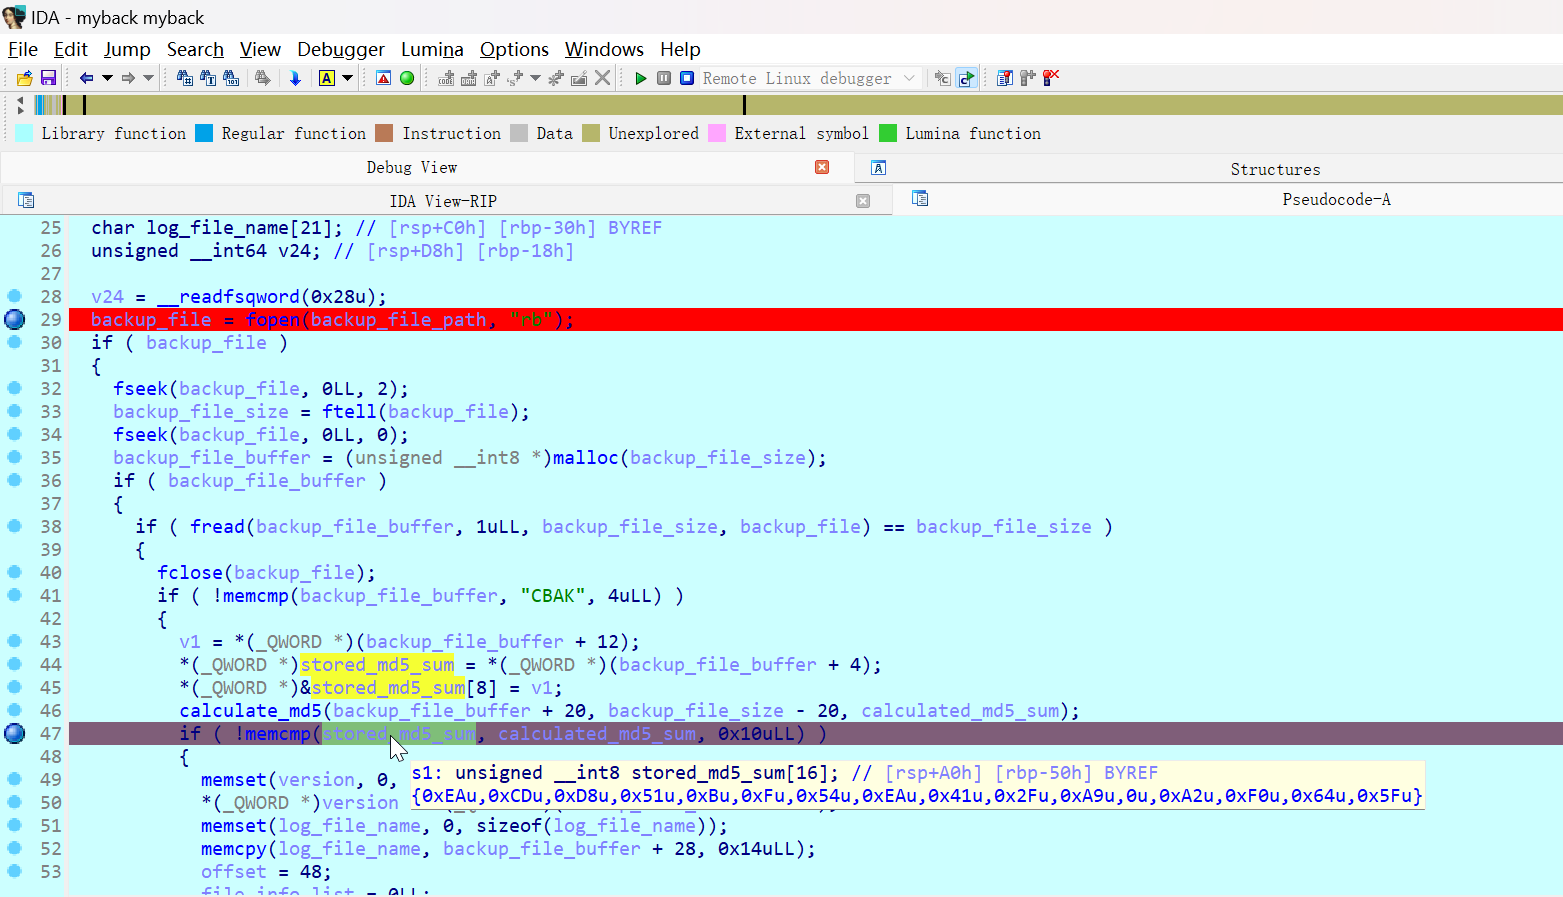 IDA - myback myback
File Edit Jump Search View Debugger Lumina Options Windows Help
Remote Linux debugger
Library function Regular function Instruction Data Unexplored External symbol Lumina function
Debug View Structures
IDA View-RIP Pseudocode-A
25 char log_file_name[21]; // [rsp+C0h] [rbp-30h] BYREF
26 unsigned __int64 v24; // [rsp+D8h] [rbp-18h]
27
28 v24 = __readfsqword(0x28u);
29 backup_file = fopen(backup_file_path, "rb");
30 if ( backup_file )
31 {
32 fseek(backup_file, 0LL, 2);
33 backup_file_size = ftell(backup_file);
34 fseek(backup_file, 0LL, 0);
35 backup_file_buffer = (unsigned __int8 *)malloc(backup_file_size);
36 if ( backup_file_buffer )
37 {
38 if ( fread(backup_file_buffer, 1uLL, backup_file_size, backup_file) == backup_file_size )
39 {
40 fclose(backup_file);
41 if ( !memcmp(backup_file_buffer, "CBAK", 4uLL) )
42 {
43 v1 = *(_QWORD *)(backup_file_buffer + 12);
44 *(_QWORD *)stored_md5_sum = *(_QWORD *)(backup_file_buffer + 4);
45 *(_QWORD *)&stored_md5_sum[8] = v1;
46 calculate_md5(backup_file_buffer + 20, backup_file_size - 20, calculated_md5_sum);
47 if ( !memcmp(stored_md5_sum, calculated_md5_sum, 0x10uLL) )
48 {
s1: unsigned __int8 stored_md5_sum[16]; // [rsp+A0h] [rbp-50h] BYREF
{0xEAu,0xCDu,0xD8u,0x51u,0xBu,0xFu,0x54u,0xEAu,0x41u,0x2Fu,0xA9u,0u,0xA2u,0xF0u,0x64u,0x5Fu}
49 memset(version, 0,
50 *(_QWORD *)version
51 memset(log_file_name, 0, sizeof(log_file_name));
52 memcpy(log_file_name, backup_file_buffer + 28, 0x14uLL);
53 offset = 48;
file_info_list = 0LL;